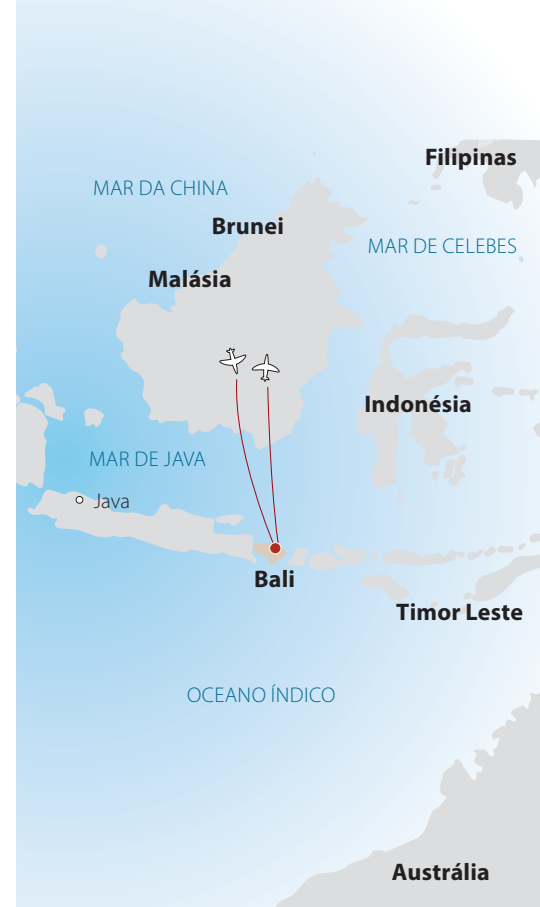 Filipinas
MAR DA CHINA
Brunei
MAR DE CELEBES
Malásia
Indonésia
MAR DE JAVA
Java
Bali
Timor Leste
OCEANO ÍNDICO
Austrália